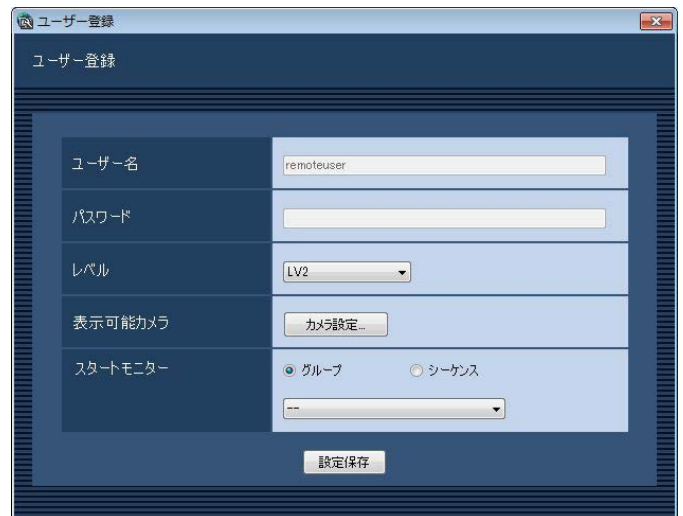 ユーザー登録
ユーザー登録
ユーザー名
remoteuser
パスワード
レベル
LV2
表示可能カメラ
カメラ設定...
スタートモニター
グループ シーケンス
--
設定保存